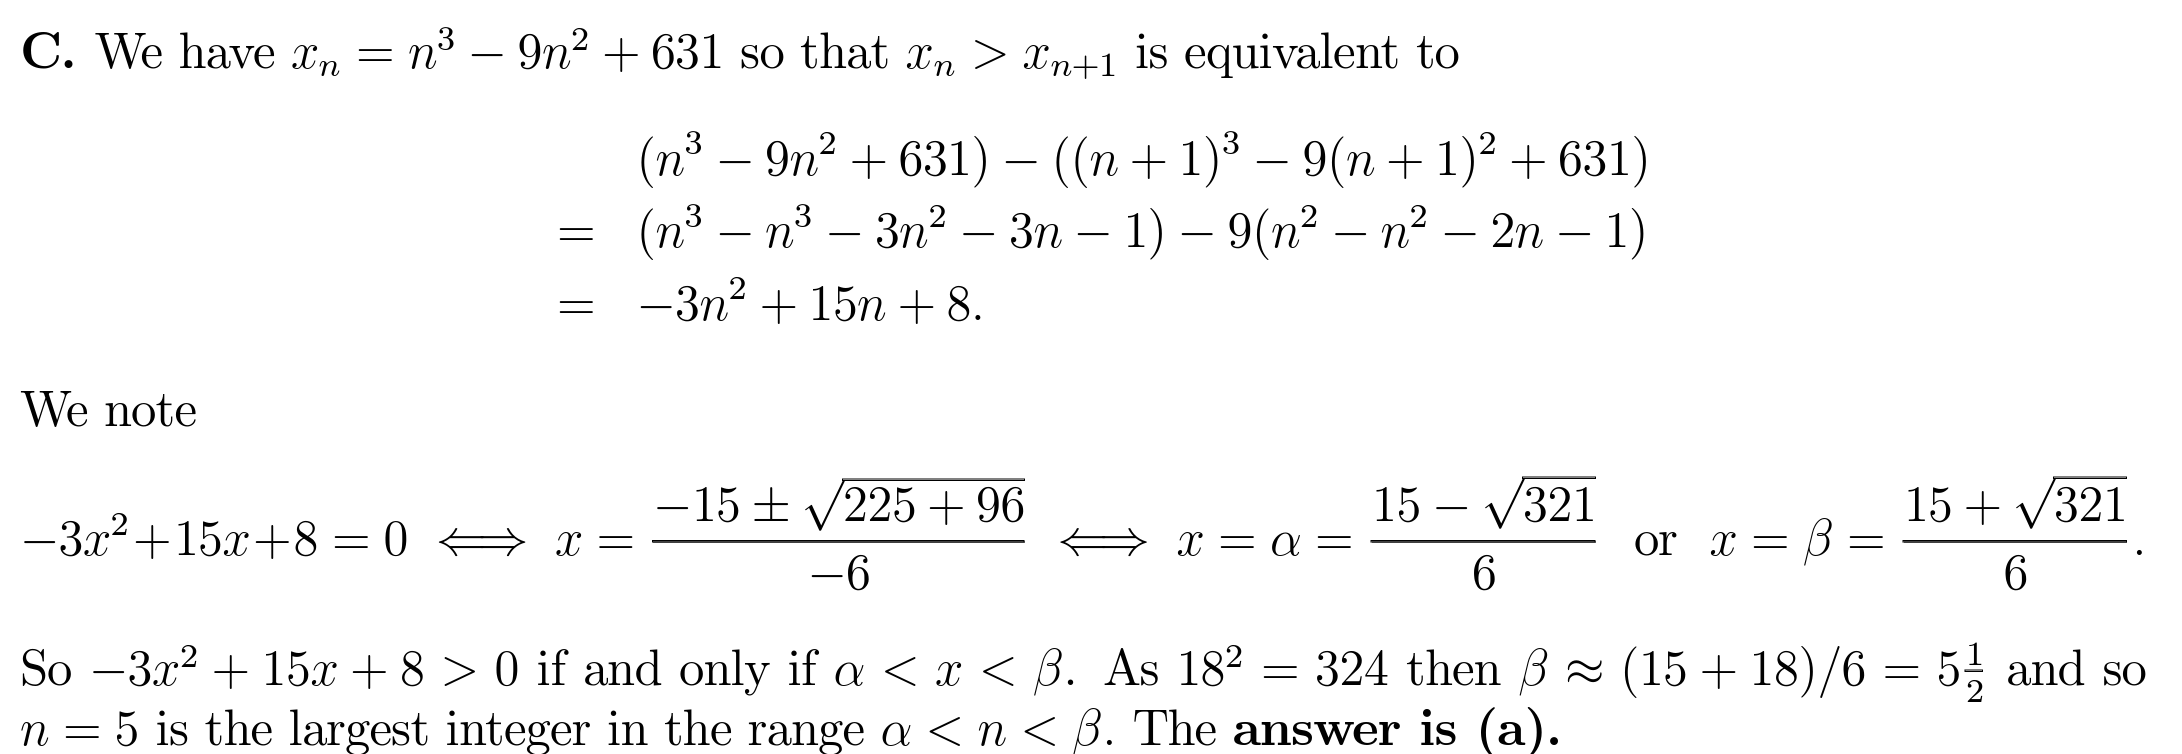 C. We have xₙ = n³ − 9n² + 631 so that xₙ > xₙ₊₁ is equivalent to
(n³ − 9n² + 631) − ((n + 1)³ − 9(n + 1)² + 631)
= (n³ − n³ − 3n² − 3n − 1) − 9(n² − n² − 2n − 1)
= −3n² + 15n + 8.
We note
−3x²+15x+8 = 0 ⟺ x = (−15 ± √(225 + 96))/(−6) ⟺ x = α = (15 − √321)/6 or x = β = (15 + √321)/6.
So −3x² + 15x + 8 > 0 if and only if α < x < β. As 18² = 324 then β ≈ (15 + 18)/6 = 5½ and so
n = 5 is the largest integer in the range α < n < β. The answer is (a).